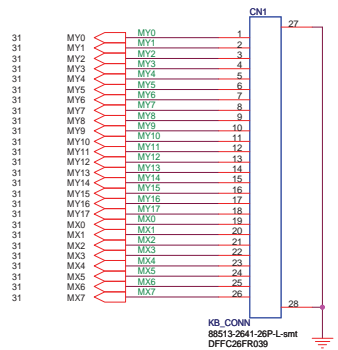 CN1
27
31 MY0 MY0 1
31 MY1 MY1 2
31 MY2 MY2 3
31 MY3 MY3 4
31 MY4 MY4 5
31 MY5 MY5 6
31 MY6 MY6 7
31 MY7 MY7 8
31 MY8 MY8 9
31 MY9 MY9 10
31 MY10 MY10 11
31 MY11 MY11 12
31 MY12 MY12 13
31 MY13 MY13 14
31 MY14 MY14 15
31 MY15 MY15 16
31 MY16 MY16 17
31 MY17 MY17 18
31 MX0 MX0 19
31 MX1 MX1 20
31 MX2 MX2 21
31 MX3 MX3 22
31 MX4 MX4 23
31 MX5 MX5 24
31 MX6 MX6 25
31 MX7 MX7 26
28
KB_CONN
88513-2641-26P-L-smt
DFFC26FR039